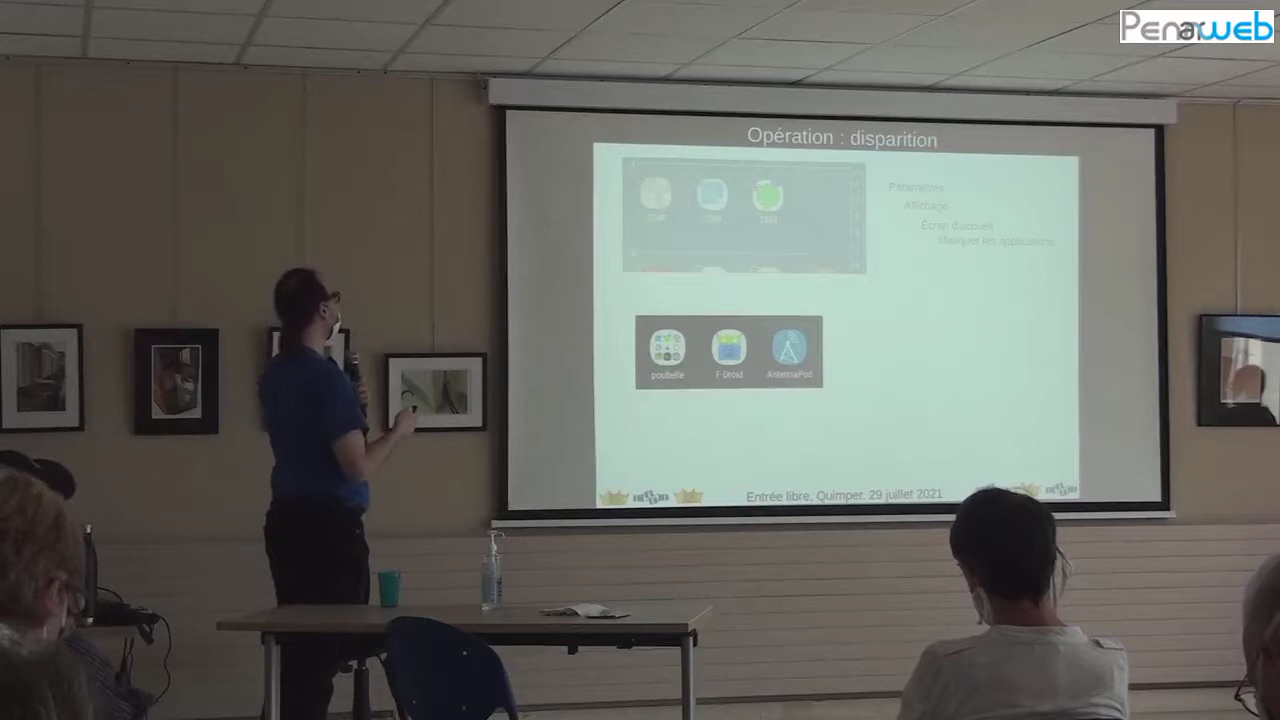 Penarweb
Opération : disparition
Paramètres
Affichage
Écran d'accueil
Masquer les applications
poubelle
F-Droid
AntennaPod
Entrée libre, Quimper. 29 juillet 2021